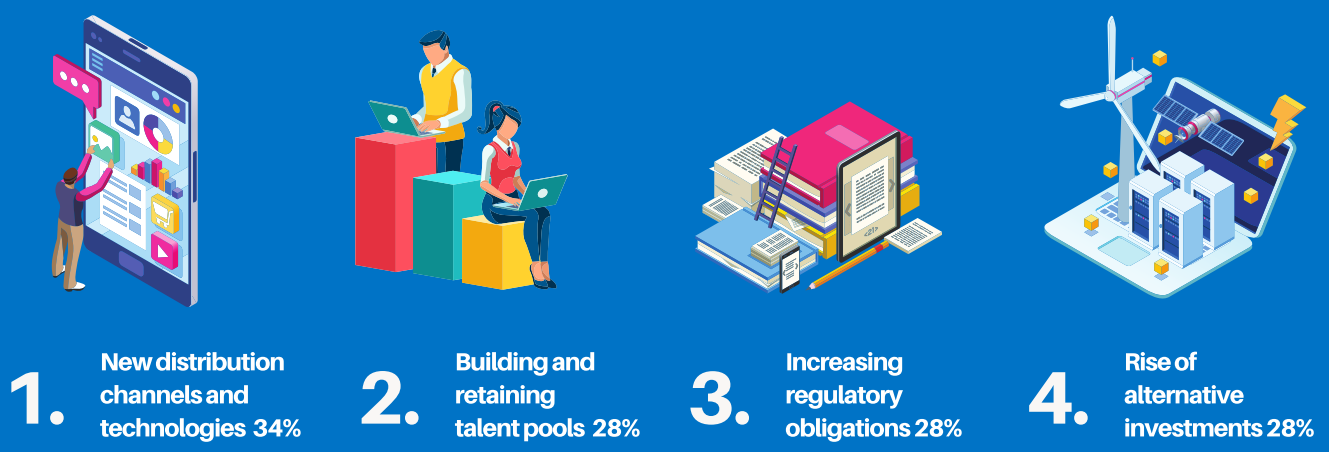 1.
New distribution
channels and
technologies 34%
2.
Building and
retaining
talent pools 28%
3.
Increasing
regulatory
obligations 28%
4.
Rise of
alternative
investments 28%